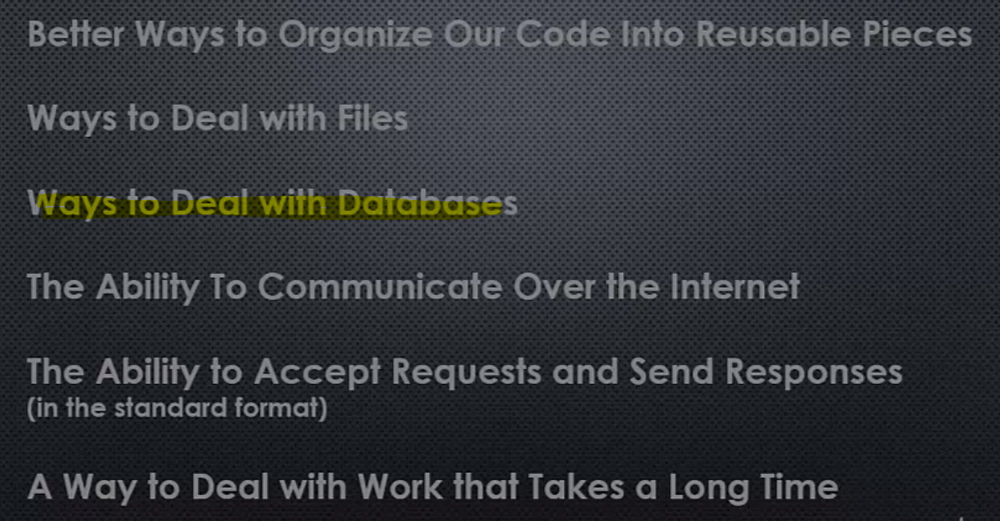 Better Ways to Organize Our Code Into Reusable Pieces
Ways to Deal with Files
Ways to Deal with Databases
The Ability To Communicate Over the Internet
The Ability to Accept Requests and Send Responses
(in the standard format)
A Way to Deal with Work that Takes a Long Time